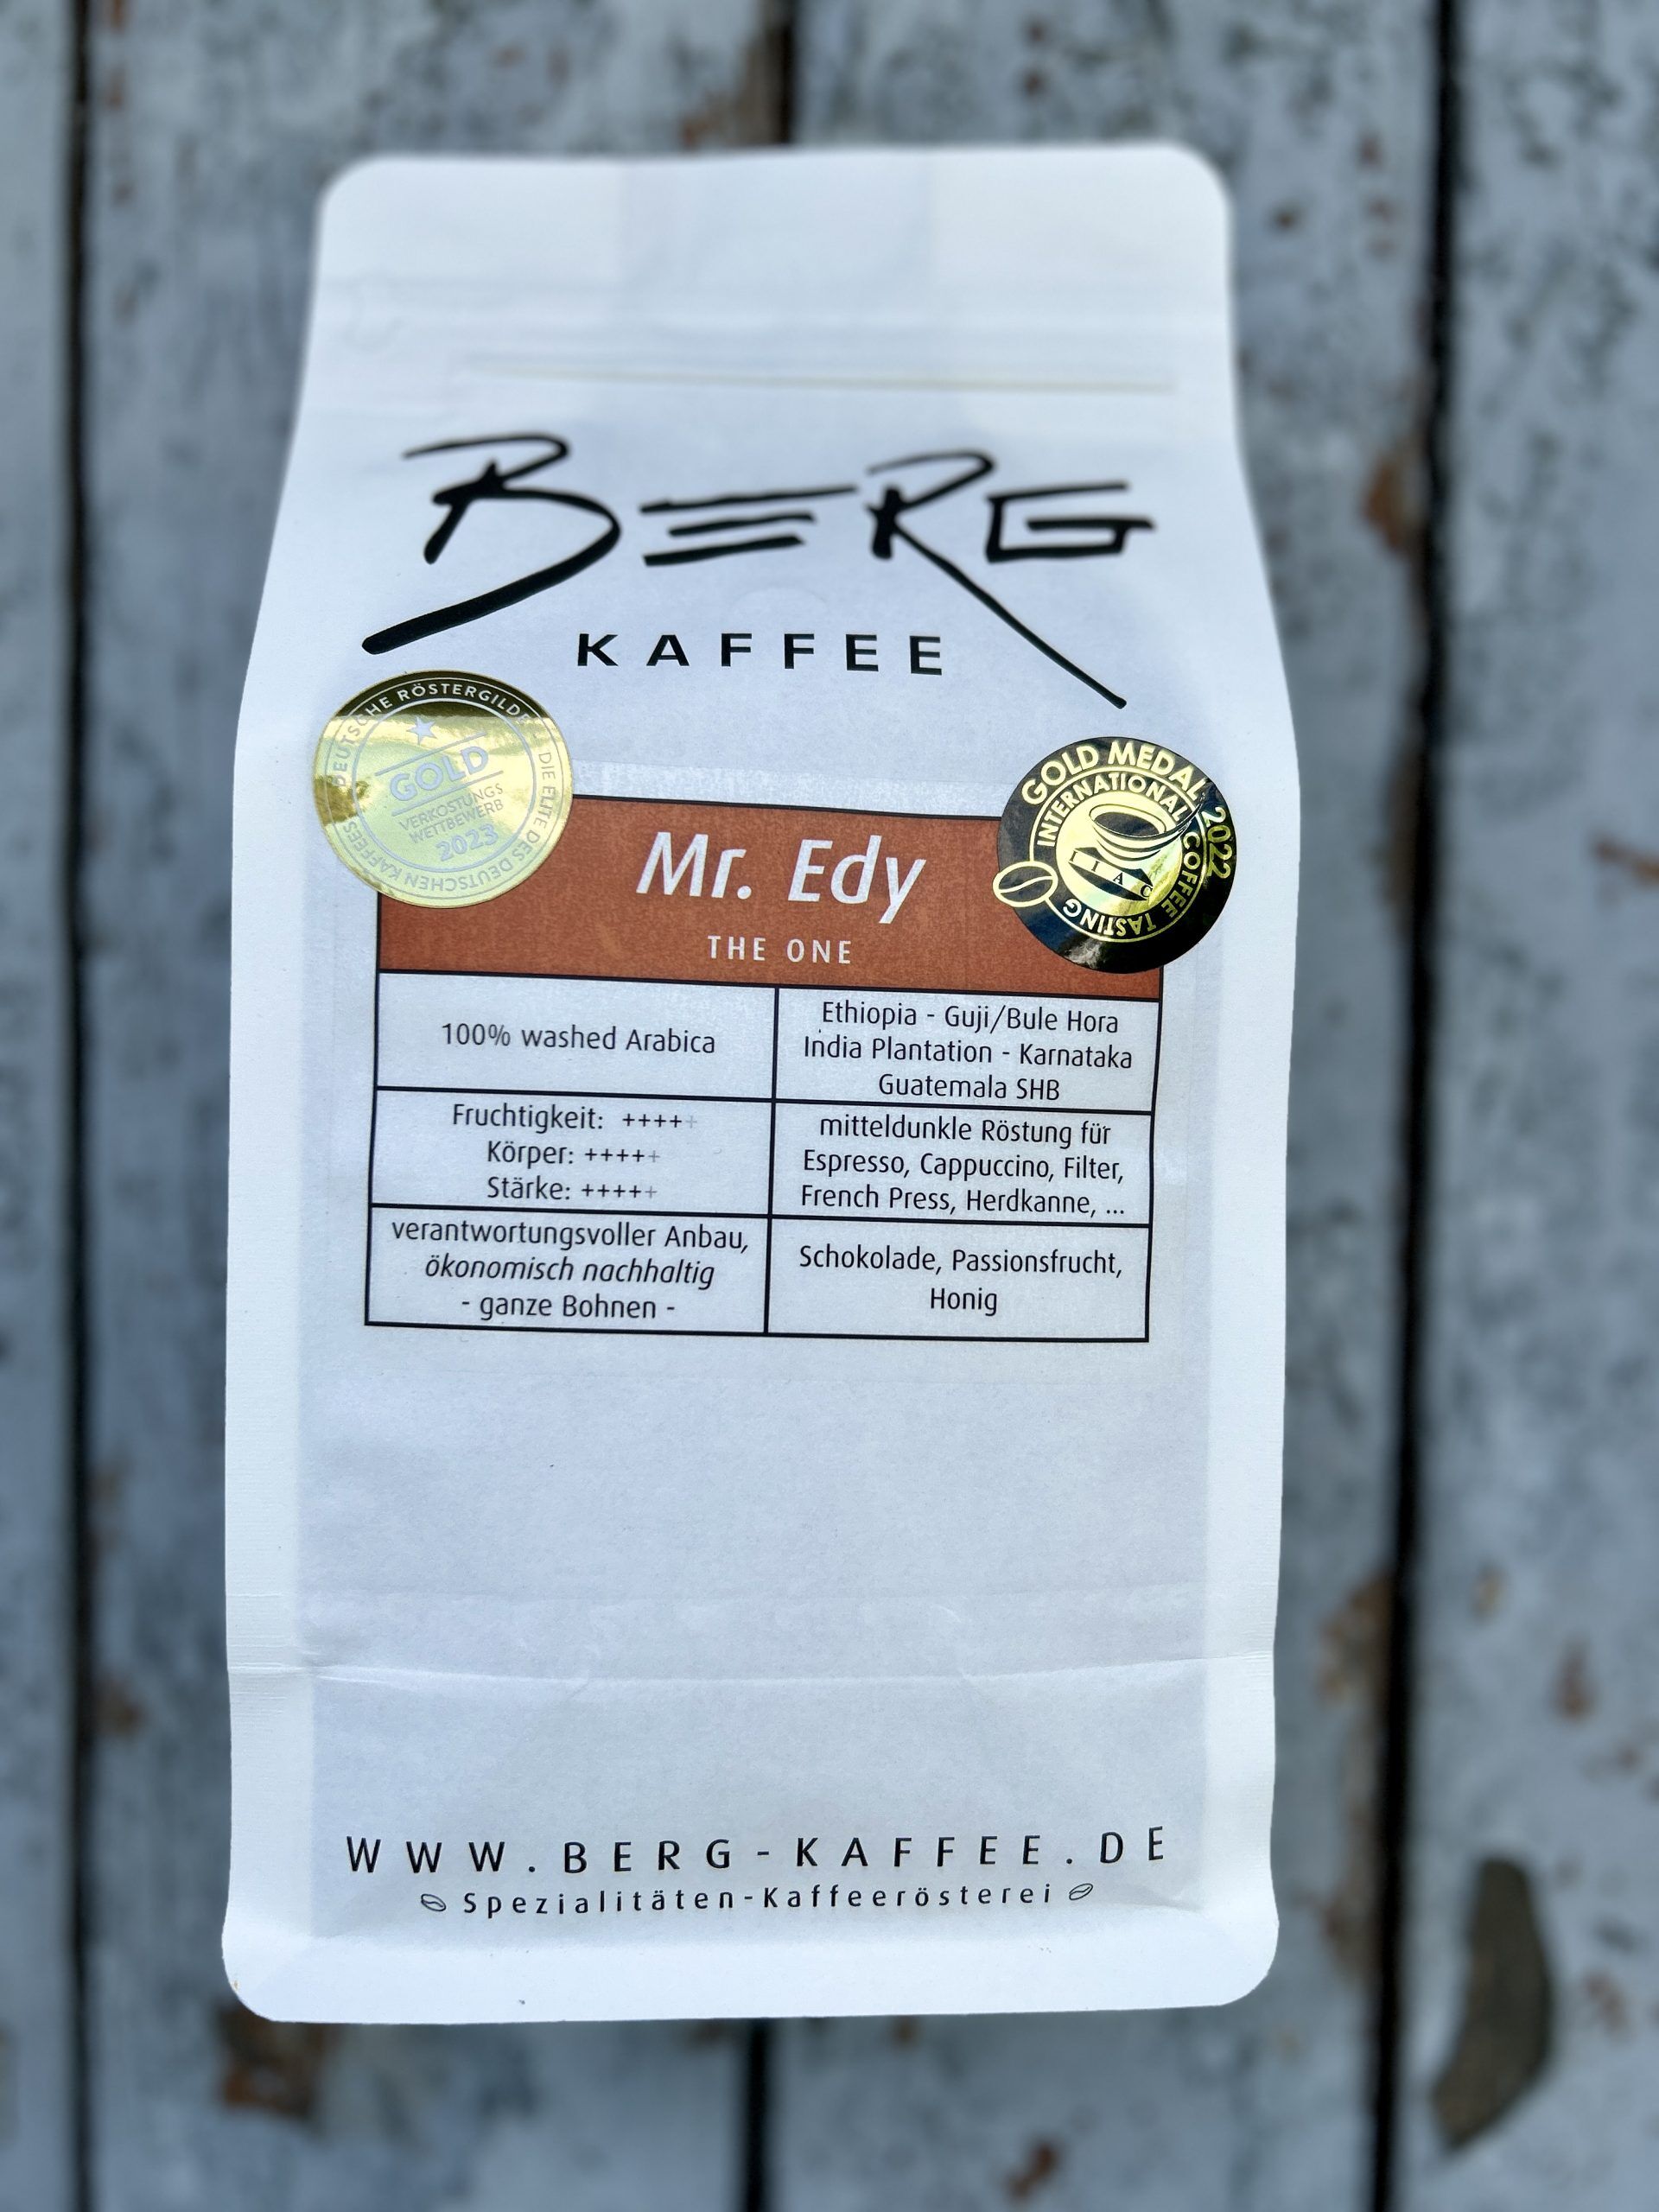 BERG
KAFFEE
DEUTSCHE RÖSTERGILDE
DIE ELITE DES DEUTSCHEN KAFFEES
GOLD
VERKOSTUNGS
WETTBEWERB
2023
GOLD MEDAL 2022
INTERNATIONAL COFFEE TASTING
IIAC
Mr. Edy
THE ONE
100% washed Arabica
Ethiopia - Guji/Bule Hora
India Plantation - Karnataka
Guatemala SHB
Fruchtigkeit: +++++
Körper: +++++
Stärke: +++++
mitteldunkle Röstung für
Espresso, Cappuccino, Filter,
French Press, Herdkanne, ...
verantwortungsvoller Anbau,
ökonomisch nachhaltig
- ganze Bohnen -
Schokolade, Passionsfrucht,
Honig
WWW.BERG-KAFFEE.DE
Spezialitäten-Kaffeerösterei